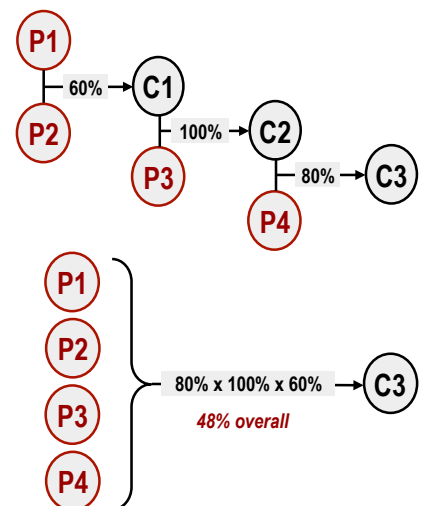 P1
60%
C1
P2
100%
C2
P3
80%
C3
P4
P1
P2
80% x 100% x 60%
C3
P3
48% overall
P4